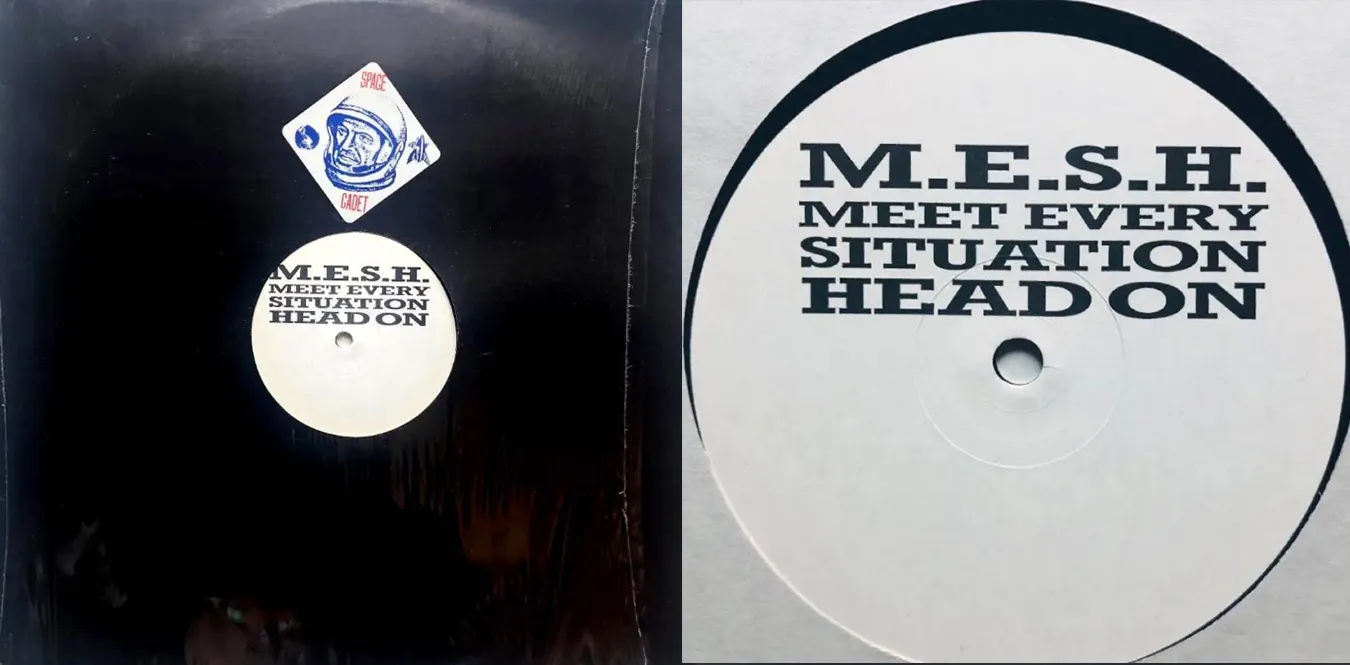 SPACE
CADET
M.E.S.H.
MEET EVERY
SITUATION
HEAD ON
M.E.S.H.
MEET EVERY
SITUATION
HEAD ON